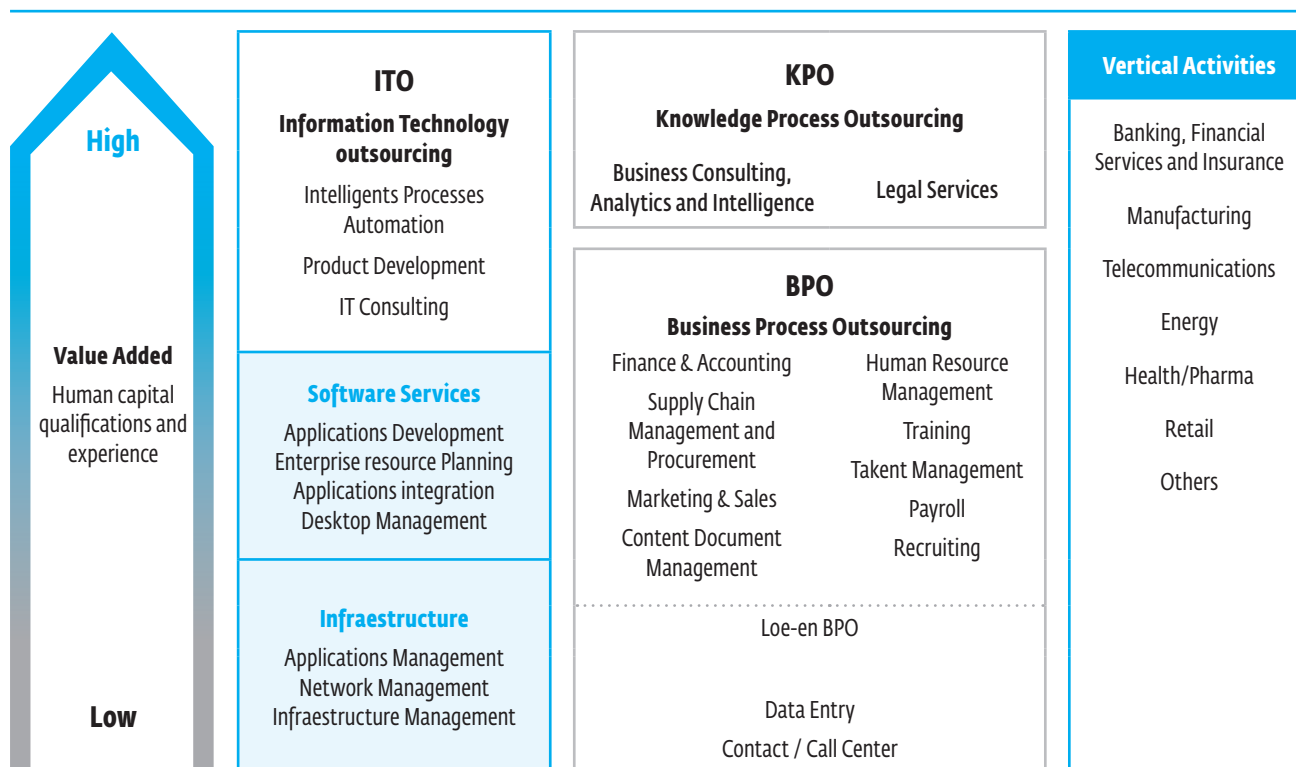 High
Value Added
Human capital
qualifications and
experience
Low
ITO
Information Technology
outsourcing
Intelligents Processes
Automation
Product Development
IT Consulting
Software Services
Applications Development
Enterprise resource Planning
Applications integration
Desktop Management
Infraestructure
Applications Management
Network Management
Infraestructure Management
KPO
Knowledge Process Outsourcing
Business Consulting,
Analytics and Intelligence
Legal Services
BPO
Business Process Outsourcing
Finance & Accounting
Supply Chain
Management and
Procurement
Marketing & Sales
Content Document
Management
Human Resource
Management
Training
Takent Management
Payroll
Recruiting
Loe-en BPO
Data Entry
Contact / Call Center
Vertical Activities
Banking, Financial
Services and Insurance
Manufacturing
Telecommunications
Energy
Health/Pharma
Retail
Others